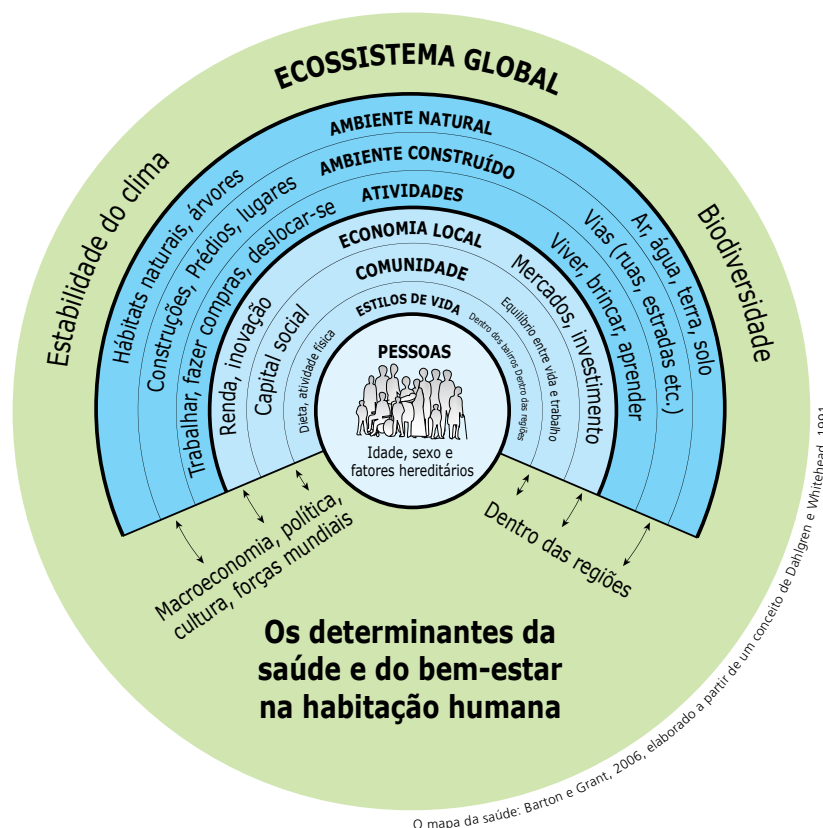 ECOSSISTEMA GLOBAL
Estabilidade do clima
Biodiversidade
AMBIENTE NATURAL
Hábitats naturais, árvores
Ar, água, terra, solo
AMBIENTE CONSTRUÍDO
Construções, Prédios, lugares
Vias (ruas, estradas etc.)
ATIVIDADES
Trabalhar, fazer compras, deslocar-se
Viver, brincar, aprender
ECONOMIA LOCAL
Renda, inovação
Mercados, investimento
COMUNIDADE
Capital social
Equilíbrio entre vida e trabalho
ESTILOS DE VIDA
Dieta, atividade física
Dentro dos bairros Dentro das regiões
PESSOAS
Idade, sexo e
fatores hereditários
Macroeconomia, política,
cultura, forças mundiais
Dentro das regiões
Os determinantes da
saúde e do bem-estar
na habitação humana
O mapa da saúde: Barton e Grant, 2006, elaborado a partir de um conceito de Dahlgren e Whitehead, 1991